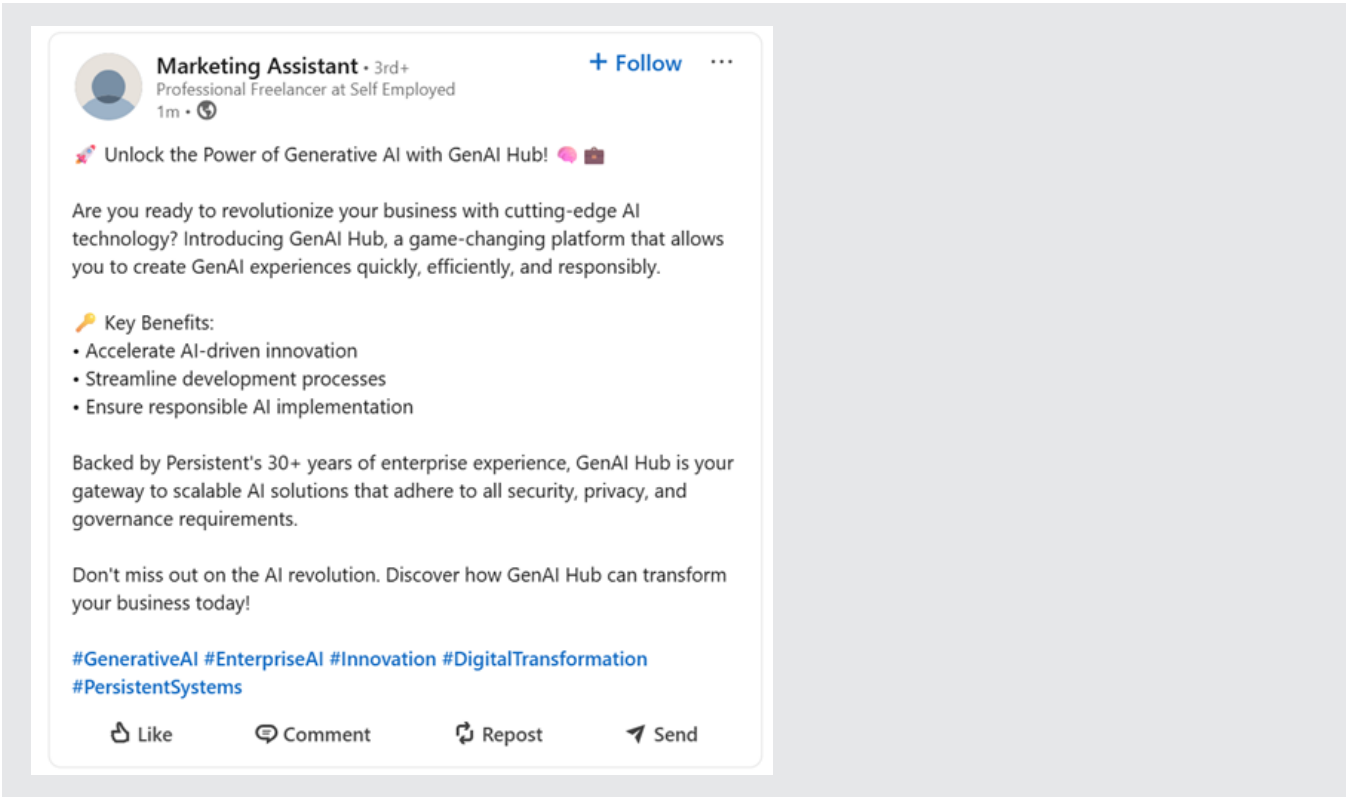 Marketing Assistant • 3rd+
+ Follow ...
Professional Freelancer at Self Employed
1m •
🚀 Unlock the Power of Generative AI with GenAI Hub! 🧠 💼
Are you ready to revolutionize your business with cutting-edge AI
technology? Introducing GenAI Hub, a game-changing platform that allows
you to create GenAI experiences quickly, efficiently, and responsibly.
🔑 Key Benefits:
• Accelerate AI-driven innovation
• Streamline development processes
• Ensure responsible AI implementation
Backed by Persistent's 30+ years of enterprise experience, GenAI Hub is your
gateway to scalable AI solutions that adhere to all security, privacy, and
governance requirements.
Don't miss out on the AI revolution. Discover how GenAI Hub can transform
your business today!
#GenerativeAI #EnterpriseAI #Innovation #DigitalTransformation
#PersistentSystems
Like Comment Repost Send